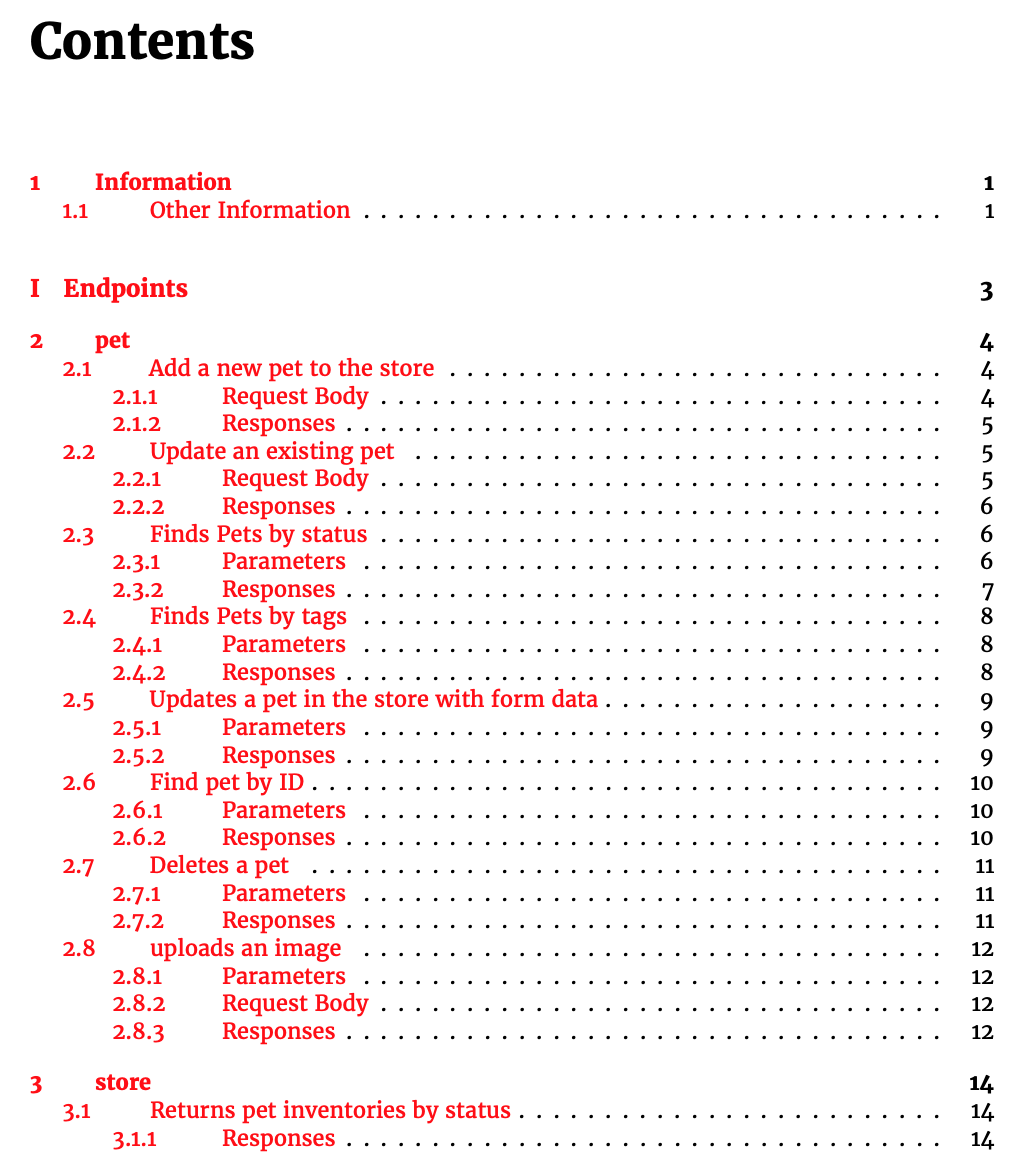 Contents
1 Information 1
1.1 Other Information . . . . . . . . . . . . . . . . . . . . . . . . . . . . . . . . . . 1
I Endpoints 3
2 pet 4
2.1 Add a new pet to the store . . . . . . . . . . . . . . . . . . . . . . . . . . . . . 4
2.1.1 Request Body . . . . . . . . . . . . . . . . . . . . . . . . . . . . . . . . . 4
2.1.2 Responses . . . . . . . . . . . . . . . . . . . . . . . . . . . . . . . . . . . 5
2.2 Update an existing pet . . . . . . . . . . . . . . . . . . . . . . . . . . . . . . . 5
2.2.1 Request Body . . . . . . . . . . . . . . . . . . . . . . . . . . . . . . . . . 5
2.2.2 Responses . . . . . . . . . . . . . . . . . . . . . . . . . . . . . . . . . . . 6
2.3 Finds Pets by status . . . . . . . . . . . . . . . . . . . . . . . . . . . . . . . . . 6
2.3.1 Parameters . . . . . . . . . . . . . . . . . . . . . . . . . . . . . . . . . . 6
2.3.2 Responses . . . . . . . . . . . . . . . . . . . . . . . . . . . . . . . . . . . 7
2.4 Finds Pets by tags . . . . . . . . . . . . . . . . . . . . . . . . . . . . . . . . . . 8
2.4.1 Parameters . . . . . . . . . . . . . . . . . . . . . . . . . . . . . . . . . . 8
2.4.2 Responses . . . . . . . . . . . . . . . . . . . . . . . . . . . . . . . . . . . 8
2.5 Updates a pet in the store with form data . . . . . . . . . . . . . . . . . . . . 9
2.5.1 Parameters . . . . . . . . . . . . . . . . . . . . . . . . . . . . . . . . . . 9
2.5.2 Responses . . . . . . . . . . . . . . . . . . . . . . . . . . . . . . . . . . . 9
2.6 Find pet by ID . . . . . . . . . . . . . . . . . . . . . . . . . . . . . . . . . . . . . 10
2.6.1 Parameters . . . . . . . . . . . . . . . . . . . . . . . . . . . . . . . . . . 10
2.6.2 Responses . . . . . . . . . . . . . . . . . . . . . . . . . . . . . . . . . . . 10
2.7 Deletes a pet . . . . . . . . . . . . . . . . . . . . . . . . . . . . . . . . . . . . . 11
2.7.1 Parameters . . . . . . . . . . . . . . . . . . . . . . . . . . . . . . . . . . 11
2.7.2 Responses . . . . . . . . . . . . . . . . . . . . . . . . . . . . . . . . . . . 11
2.8 uploads an image . . . . . . . . . . . . . . . . . . . . . . . . . . . . . . . . . . 12
2.8.1 Parameters . . . . . . . . . . . . . . . . . . . . . . . . . . . . . . . . . . 12
2.8.2 Request Body . . . . . . . . . . . . . . . . . . . . . . . . . . . . . . . . . 12
2.8.3 Responses . . . . . . . . . . . . . . . . . . . . . . . . . . . . . . . . . . . 12
3 store 14
3.1 Returns pet inventories by status . . . . . . . . . . . . . . . . . . . . . . . . . 14
3.1.1 Responses . . . . . . . . . . . . . . . . . . . . . . . . . . . . . . . . . . . 14